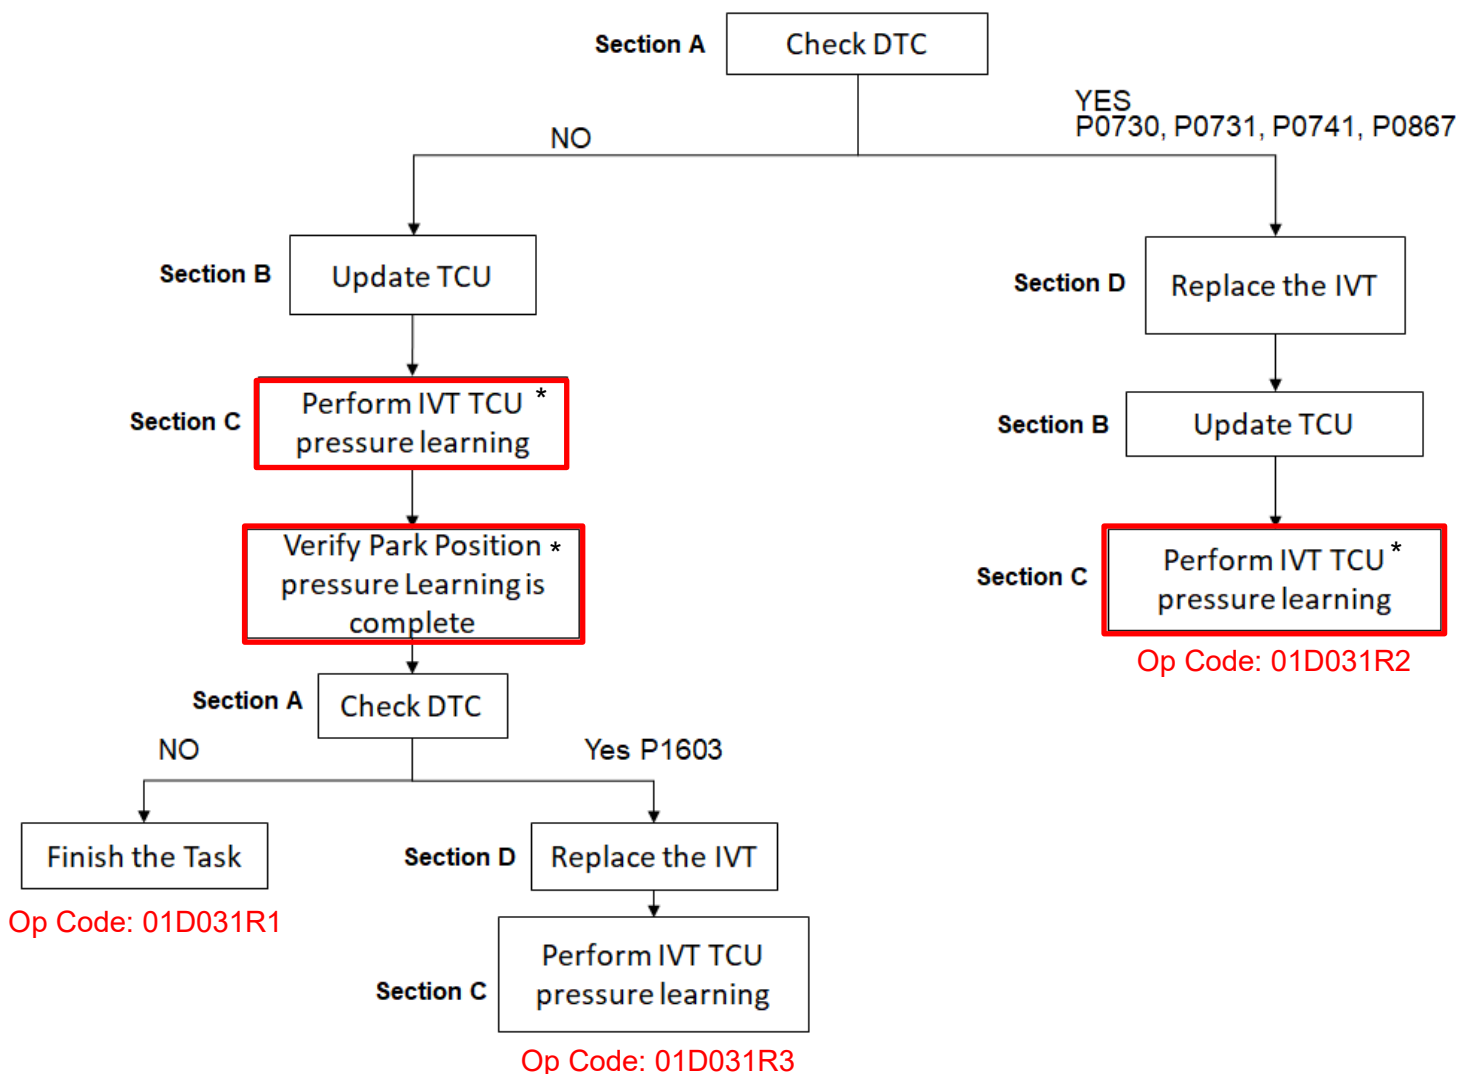 Section A
Check DTC
YES
P0730, P0731, P0741, P0867
NO
Section B
Update TCU
Section D
Replace the IVT
Section C
Perform IVT TCU *
pressure learning
Section B
Update TCU
Verify Park Position *
pressure Learning is
complete
Section C
Perform IVT TCU *
pressure learning
Op Code: 01D031R2
Section A
Check DTC
NO
Yes P1603
Finish the Task
Op Code: 01D031R1
Section D
Replace the IVT
Section C
Perform IVT TCU
pressure learning
Op Code: 01D031R3